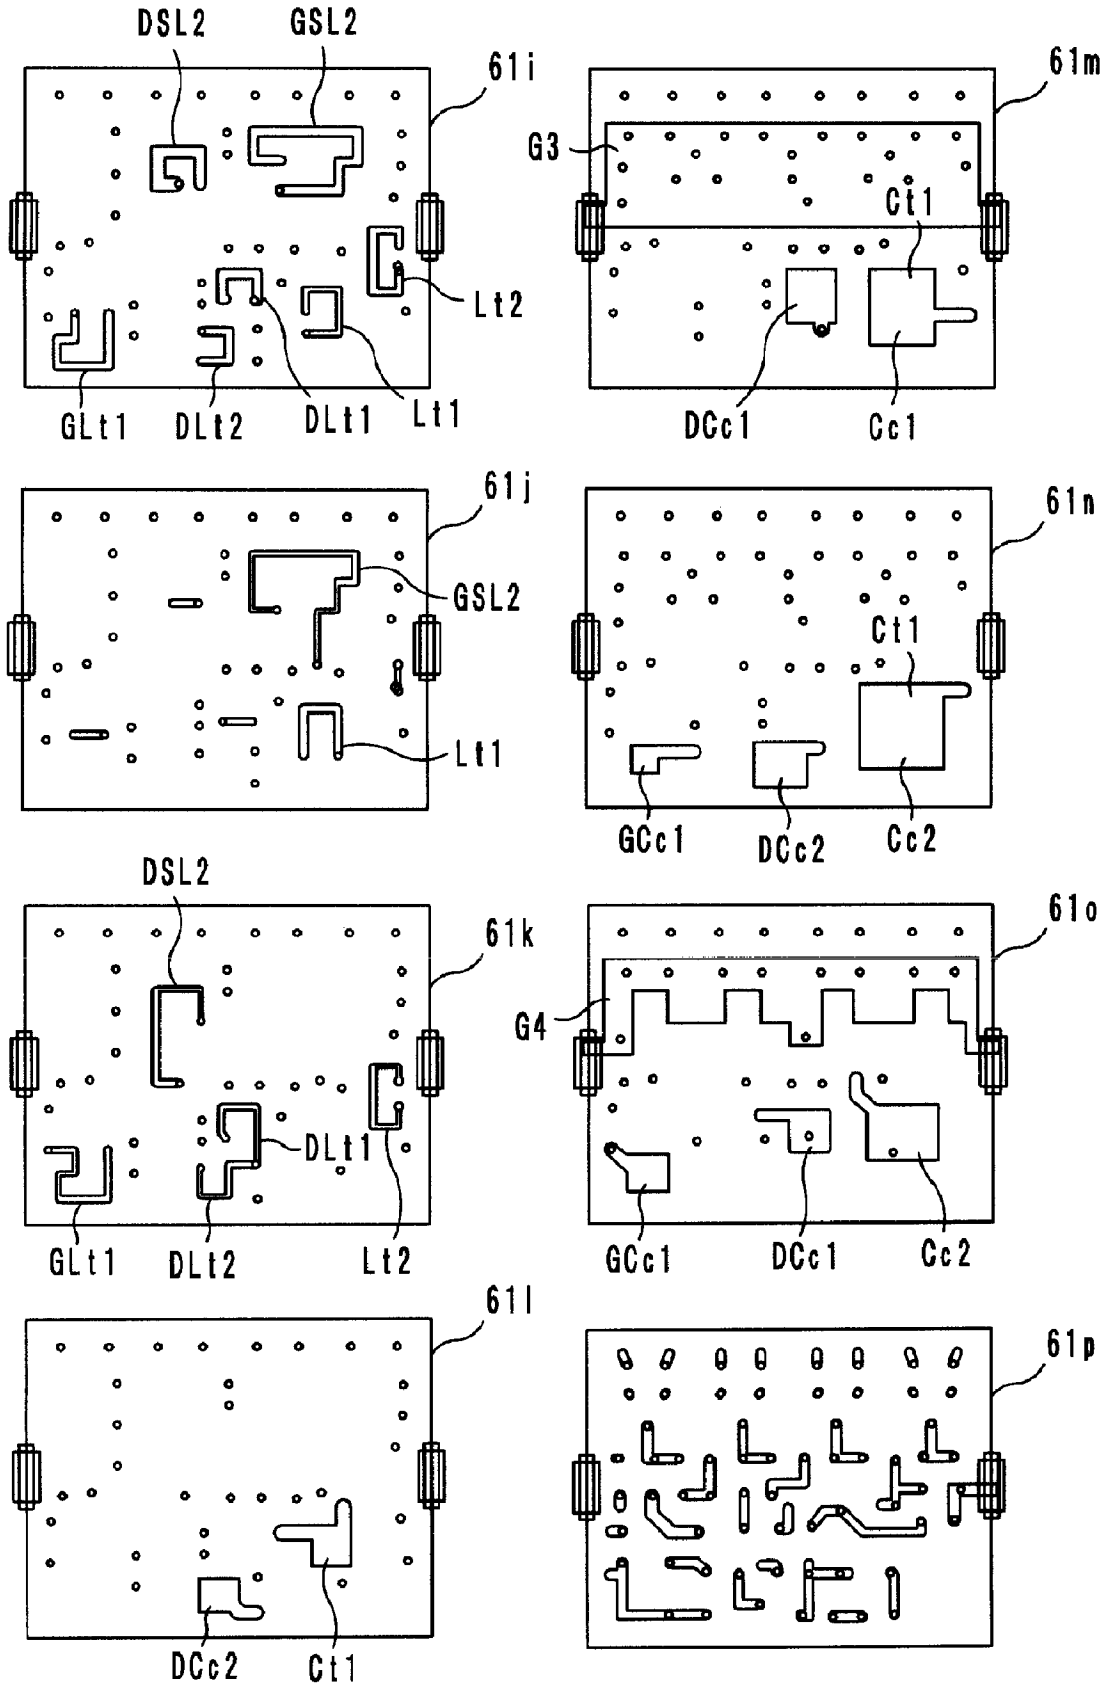 DSL2 GSL2
61i
Lt2
GLt1 DLt2 DLt1 Lt1
61m
G3
Ct1
DCc1 Cc1
61j
GSL2
Lt1
61n
Ct1
GCc1 DCc2 Cc2
DSL2
61k
DLt1
GLt1 DLt2 Lt2
61o
G4
GCc1 DCc1 Cc2
61l
DCc2 Ct1
61p